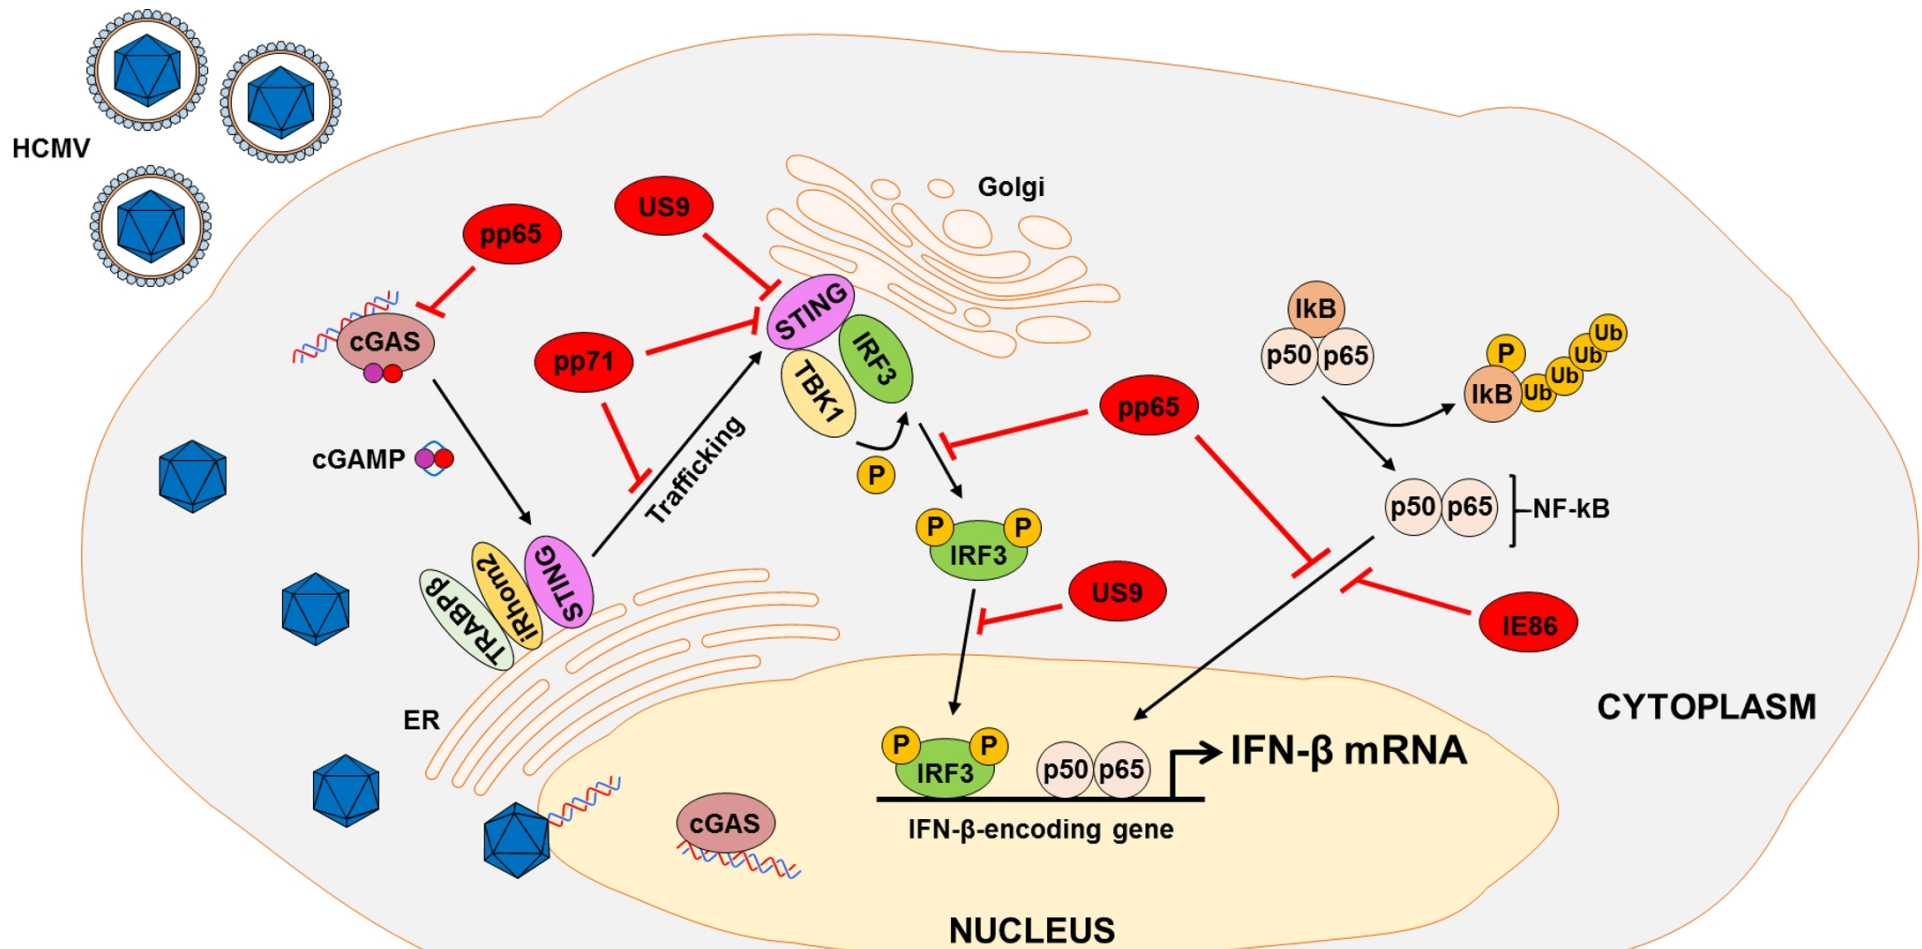 HCMV
pp65
US9
Golgi
cGAS
pp71
STING
IRF3
TBK1
P
Trafficking
cGAMP
TRABPβ
iRhom2
STING
ER
pp65
P
P
IRF3
US9
IkB
p50
p65
P
IkB
Ub
Ub
Ub
Ub
p50
p65
NF-kB
IE86
CYTOPLASM
P
P
IRF3
p50
p65
IFN-β mRNA
IFN-β-encoding gene
cGAS
NUCLEUS